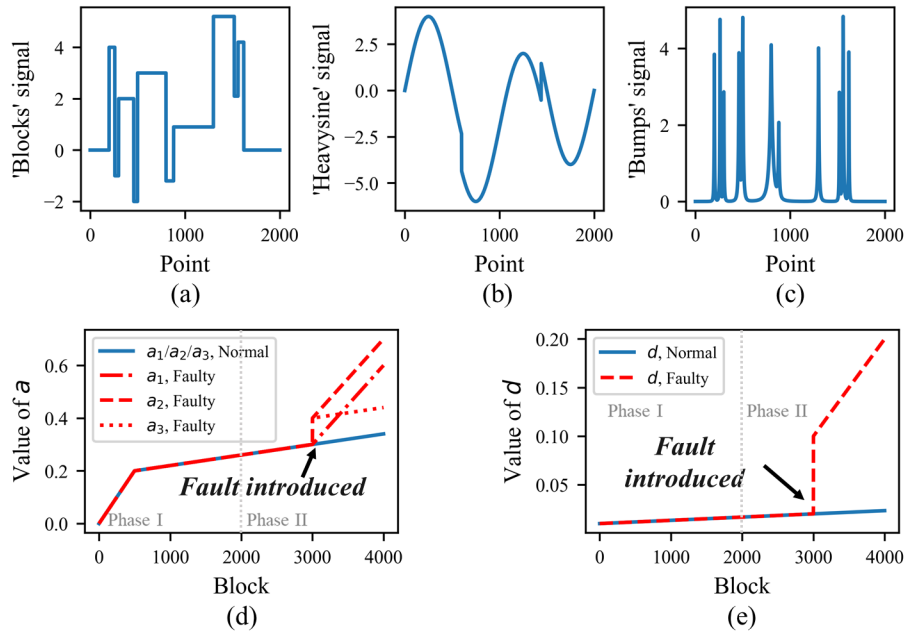 'Blocks' signal
4
2
0
−2
0
1000
2000
Point
(a)
'Heavysine' signal
2.5
0.0
−2.5
−5.0
0
1000
2000
Point
(b)
'Bumps' signal
4
2
0
0
1000
2000
Point
(c)
Value of a
0.6
0.4
0.2
0.0
a1/a2/a3, Normal
a1, Faulty
a2, Faulty
a3, Faulty
Fault introduced
Phase I
Phase II
0
1000
2000
3000
4000
Block
(d)
Value of d
0.20
0.15
0.10
0.05
d, Normal
d, Faulty
Phase I
Phase II
Fault
introduced
0
1000
2000
3000
4000
Block
(e)